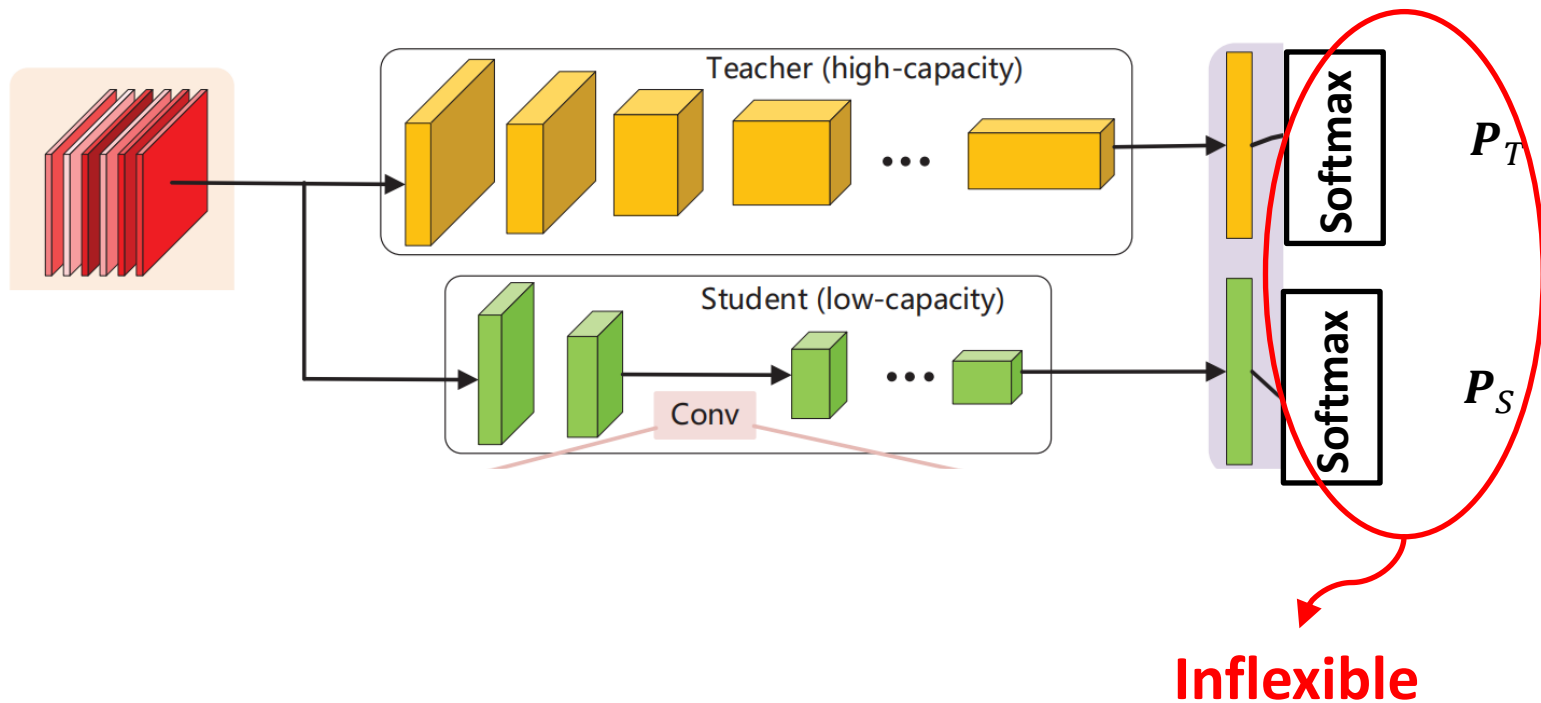 Teacher (high-capacity)
Softmax
P_T
Student (low-capacity)
Conv
Softmax
P_S
Inflexible